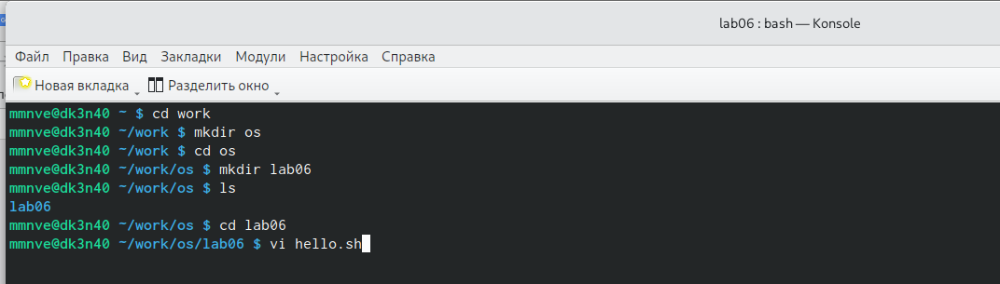 lab06 : bash — Konsole
Файл Правка Вид Закладки Модули Настройка Справка
Новая вкладка Разделить окно
mmnve@dk3n40 ~ $ cd work
mmnve@dk3n40 ~/work $ mkdir os
mmnve@dk3n40 ~/work $ cd os
mmnve@dk3n40 ~/work/os $ mkdir lab06
mmnve@dk3n40 ~/work/os $ ls
lab06
mmnve@dk3n40 ~/work/os $ cd lab06
mmnve@dk3n40 ~/work/os/lab06 $ vi hello.sh